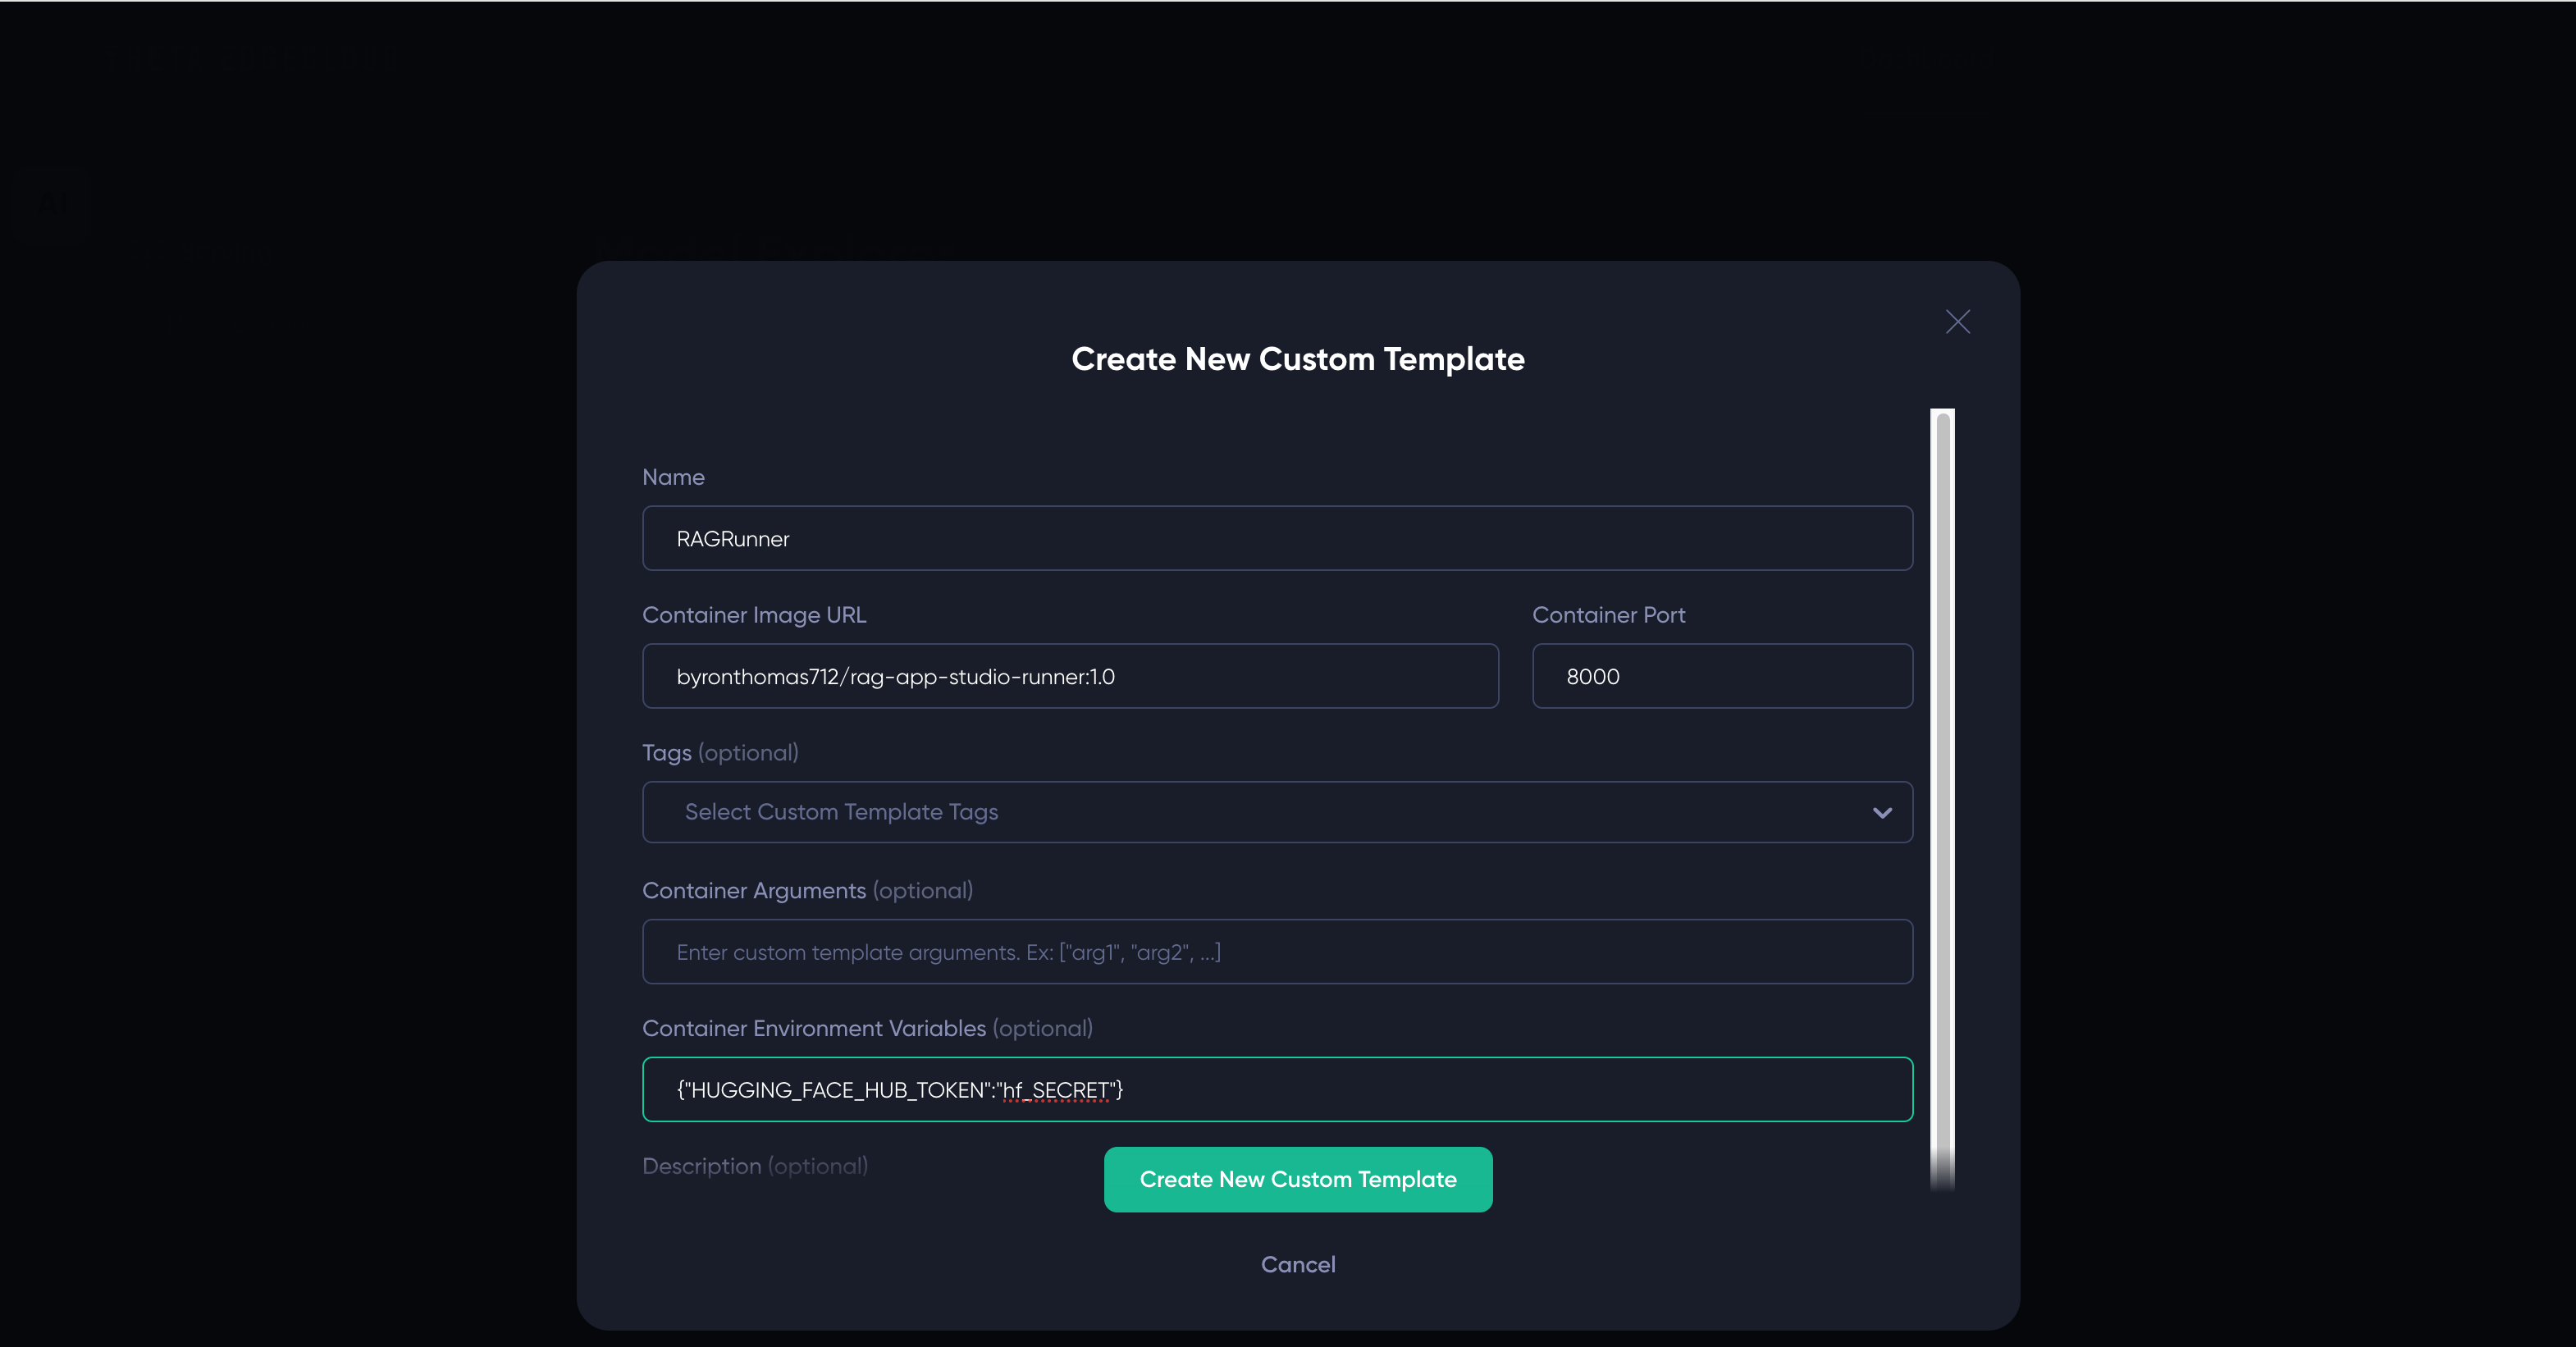 Create New Custom Template
Name
RAGRunner
Container Image URL
Container Port
byronthomas712/rag-app-studio-runner:1.0
8000
Tags (optional)
Select Custom Template Tags
Container Arguments (optional)
Enter custom template arguments. Ex: ["arg1", "arg2", ...]
Container Environment Variables (optional)
{"HUGGING_FACE_HUB_TOKEN":"hf_SECRET"}
Description (optional)
Create New Custom Template
Cancel